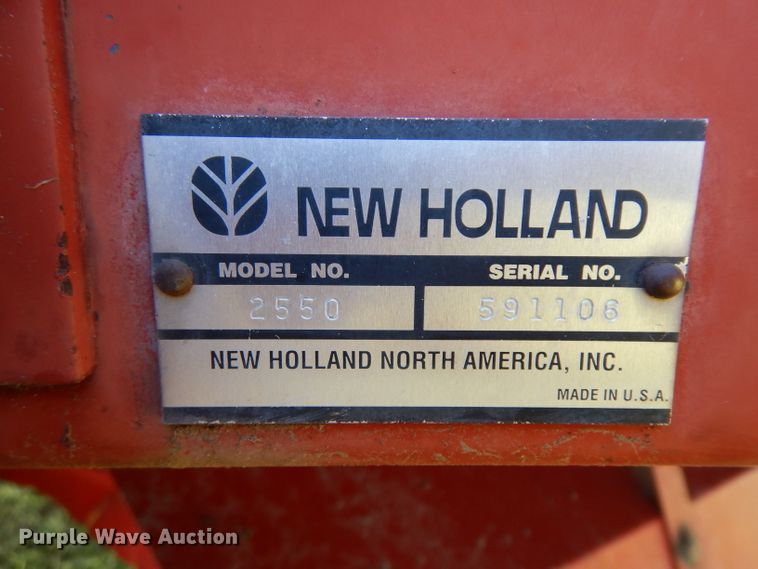 NEW HOLLAND
MODEL NO. SERIAL NO.
2550 591106
NEW HOLLAND NORTH AMERICA, INC.
MADE IN U.S.A.
Purple Wave Auction®